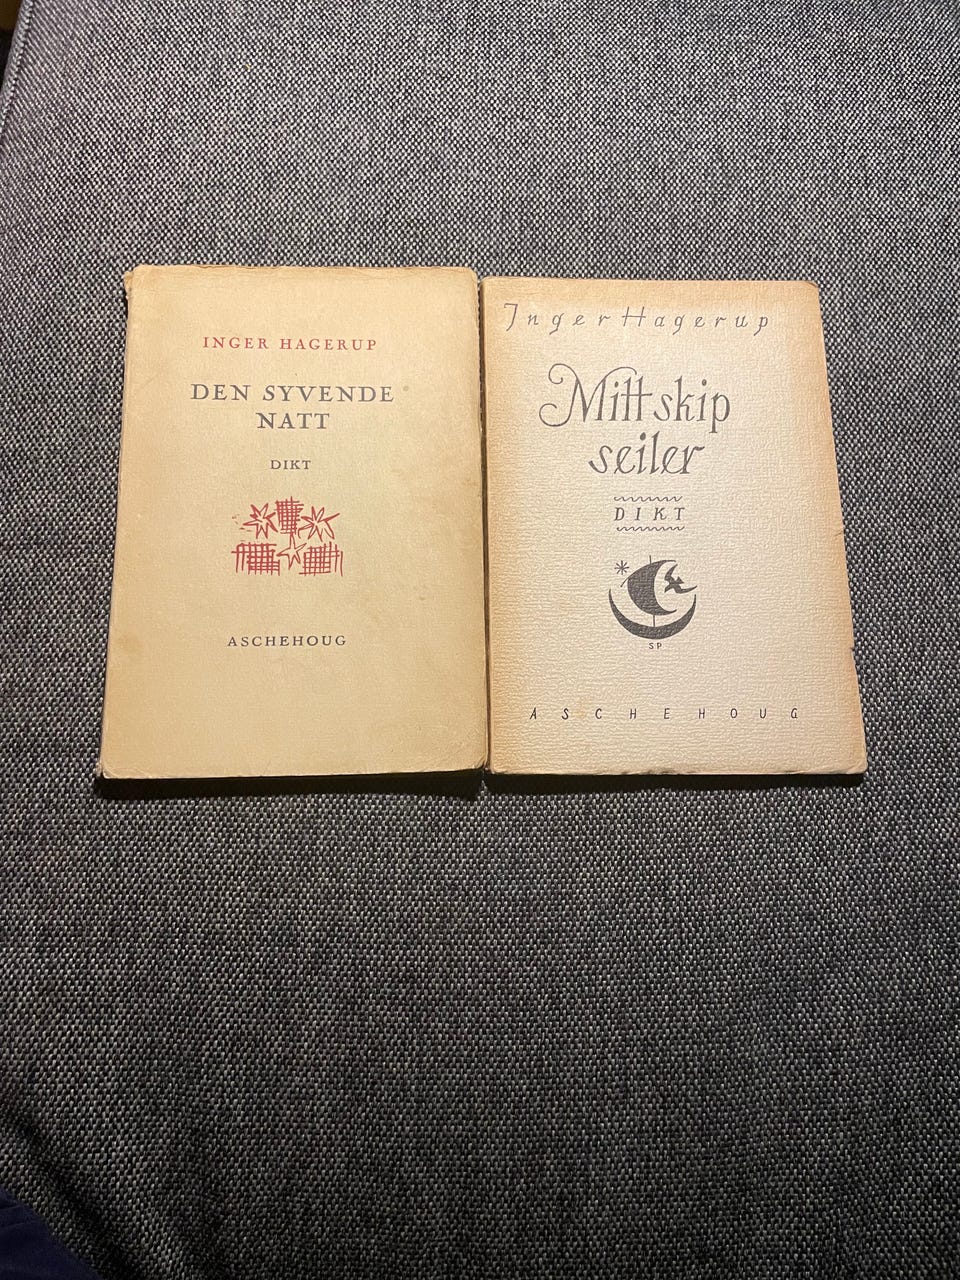 INGER HAGERUP
DEN SYVENDE
NATT
DIKT
ASCHEHOUG
Inger Hagerup
Mitt skip
seiler
DIKT
SP
ASCHEHOUG